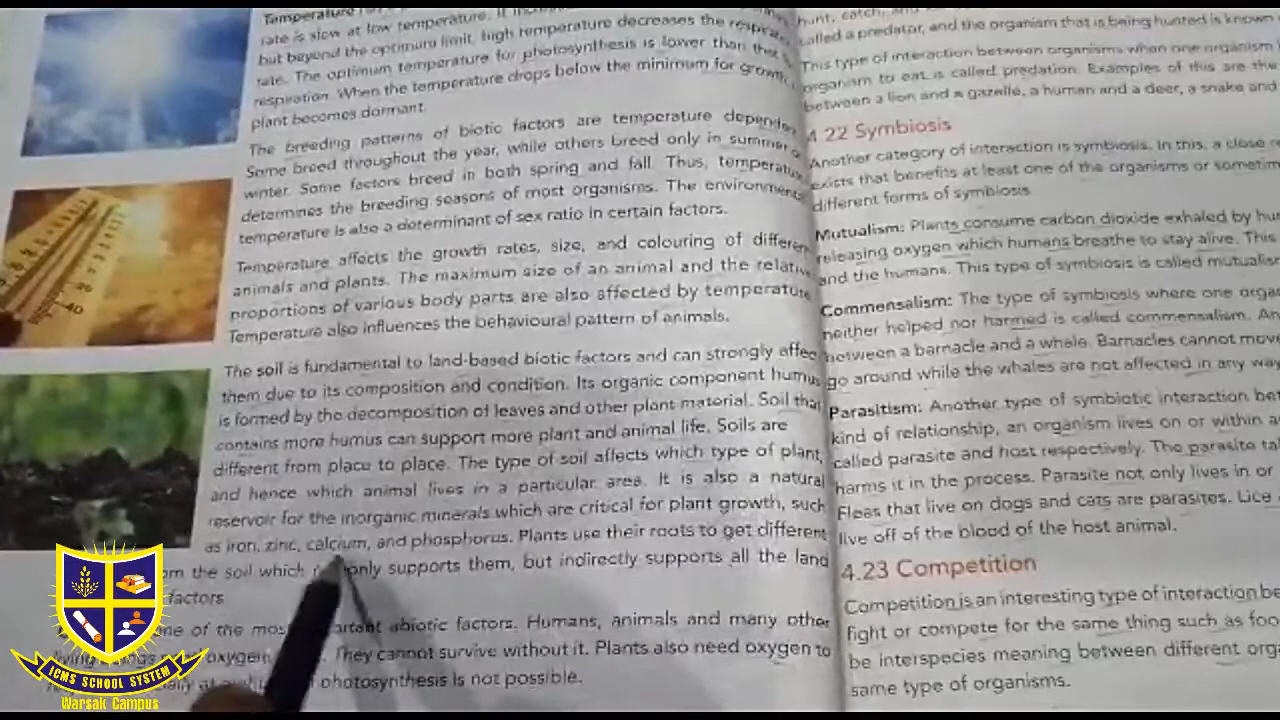 Temperature
rate is slow at low temperature. It
but beyond the optimum limit, high temperature decreases the
rate. The optimum temperature for photosynthesis is lower than
respiration. When the temperature drops below the minimum for growth,
plant becomes dormant.
The breeding patterns of biotic factors are temperature
Some breed throughout the year, while others breed only in summer
winter. Some factors breed in both spring and fall. Thus, temperature
determines the breeding seasons of most organisms. The
temperature is also a determinant of sex ratio in certain factors.
Temperature affects the growth rates, size, and colouring of
animals and plants. The maximum size of an animal and the relative
proportions of various body parts are also affected by temperature
Temperature also influences the behavioural pattern of animals.
The soil is fundamental to land-based biotic factors and can strongly
them due to its composition and condition. Its organic component humus
is formed by the decomposition of leaves and other plant material. Soil that
contains more humus can support more plant and animal life. Soils are
different from place to place. The type of soil affects which type of plant,
and hence which animal lives in a particular area. It is also a natural
reservoir for the inorganic minerals which are critical for plant growth, such
as iron, zinc, calcium, and phosphorus. Plants use their roots to get different
the soil which only supports them, but indirectly supports all the land
factors
of the most abiotic factors. Humans, animals and many other
oxygen They cannot survive without it. Plants also need oxygen to
photosynthesis is not possible.
hunt, catch, and
called a predator, and the organism that is being hunted is known
This type of interaction between organisms when one organism
organism to eat is called predation. Examples of this are the
between a lion and a gazelle, a human and a deer, a snake and
4.22 Symbiosis
Another category of interaction is symbiosis. In this, a close
exists that benefits at least one of the organisms or
different forms of symbiosis.
Mutualism: Plants consume carbon dioxide exhaled by
releasing oxygen which humans breathe to stay alive. This
and the humans. This type of symbiosis is called
Commensalism: The type of symbiosis where one
neither helped nor harmed is called commensalism.
between a barnacle and a whale. Barnacles cannot move
go around while the whales are not affected in any way
Parasitism: Another type of symbiotic interaction
kind of relationship, an organism lives on or within
called parasite and host respectively. The parasite
harms it in the process. Parasite not only lives in or
Fleas that live on dogs and cats are parasites. Lice
live off of the blood of the host animal.
4.23 Competition
Competition is an interesting type of interaction
fight or compete for the same thing such as
be interspecies meaning between different
same type of organisms.
ICMS SCHOOL SYSTEM
Warsak Campus